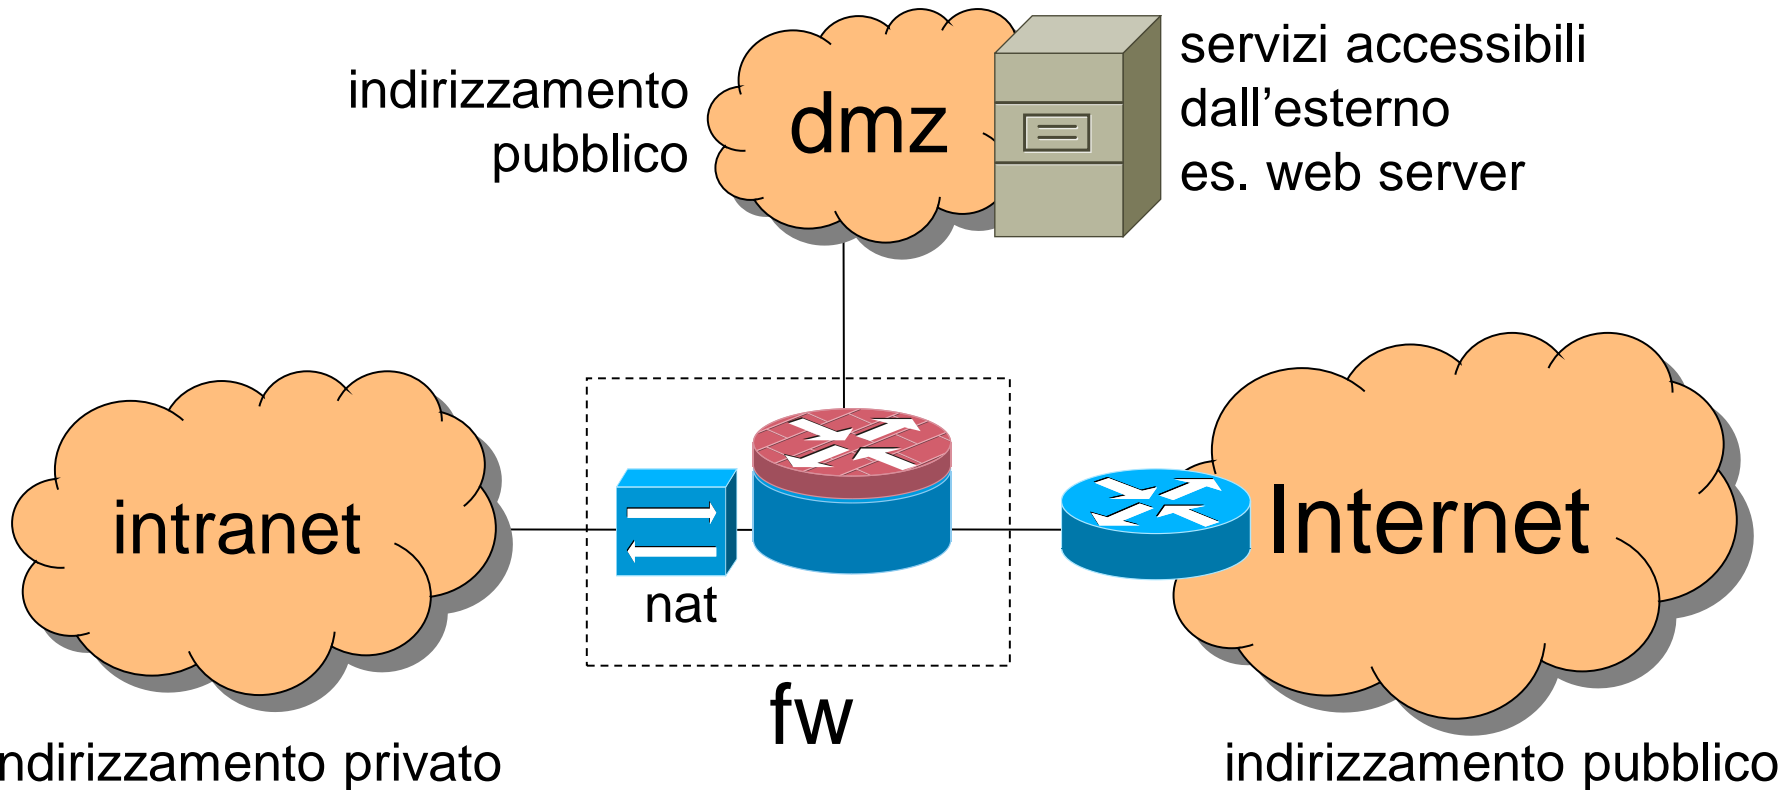 indirizzamento
pubblico
dmz
servizi accessibili
dall'esterno
es. web server
intranet
nat
Internet
fw
ndirizzamento privato
indirizzamento pubblico